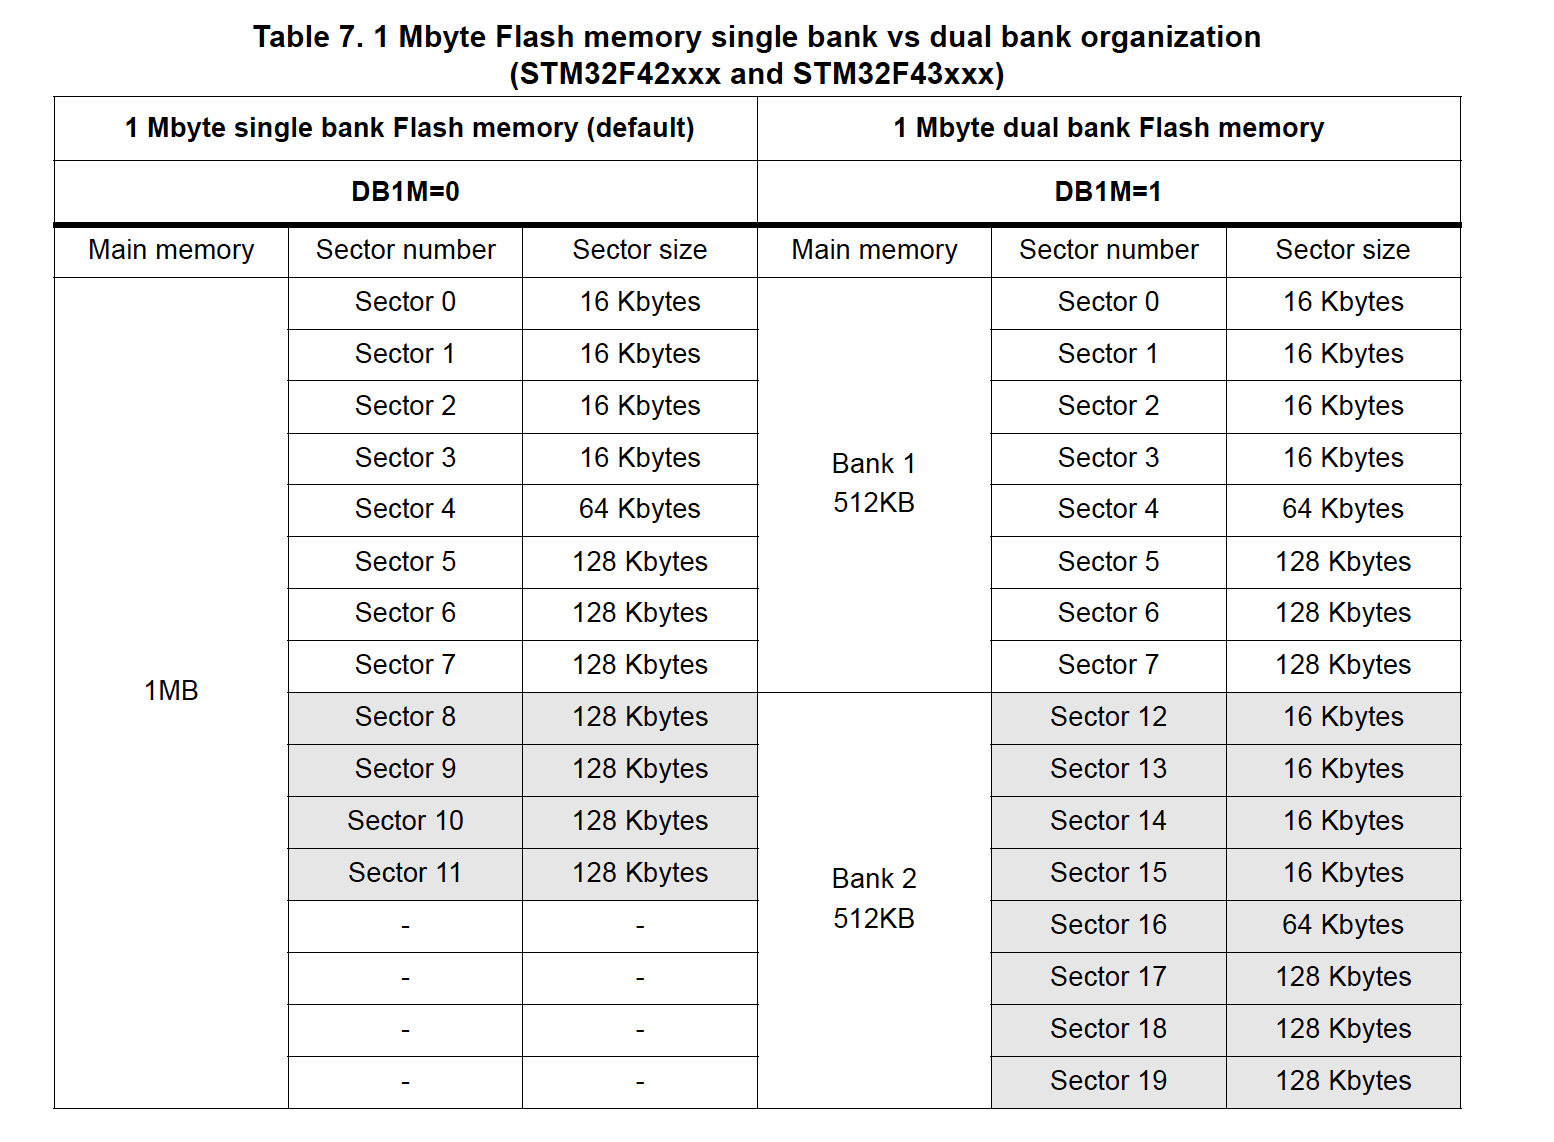 Table 7. 1 Mbyte Flash memory single bank vs dual bank organization
(STM32F42xxx and STM32F43xxx)
1 Mbyte single bank Flash memory (default) 1 Mbyte dual bank Flash memory
DB1M=0 DB1M=1
Main memory Sector number Sector size Main memory Sector number Sector size
Sector 0 16 Kbytes Sector 0 16 Kbytes
Sector 1 16 Kbytes Sector 1 16 Kbytes
Sector 2 16 Kbytes Sector 2 16 Kbytes
Sector 3 16 Kbytes Bank 1 Sector 3 16 Kbytes
Sector 4 64 Kbytes 512KB Sector 4 64 Kbytes
Sector 5 128 Kbytes Sector 5 128 Kbytes
Sector 6 128 Kbytes Sector 6 128 Kbytes
Sector 7 128 Kbytes Sector 7 128 Kbytes
1MB Sector 8 128 Kbytes Sector 12 16 Kbytes
Sector 9 128 Kbytes Sector 13 16 Kbytes
Sector 10 128 Kbytes Sector 14 16 Kbytes
Sector 11 128 Kbytes Bank 2 Sector 15 16 Kbytes
- - 512KB Sector 16 64 Kbytes
- - Sector 17 128 Kbytes
- - Sector 18 128 Kbytes
- - Sector 19 128 Kbytes